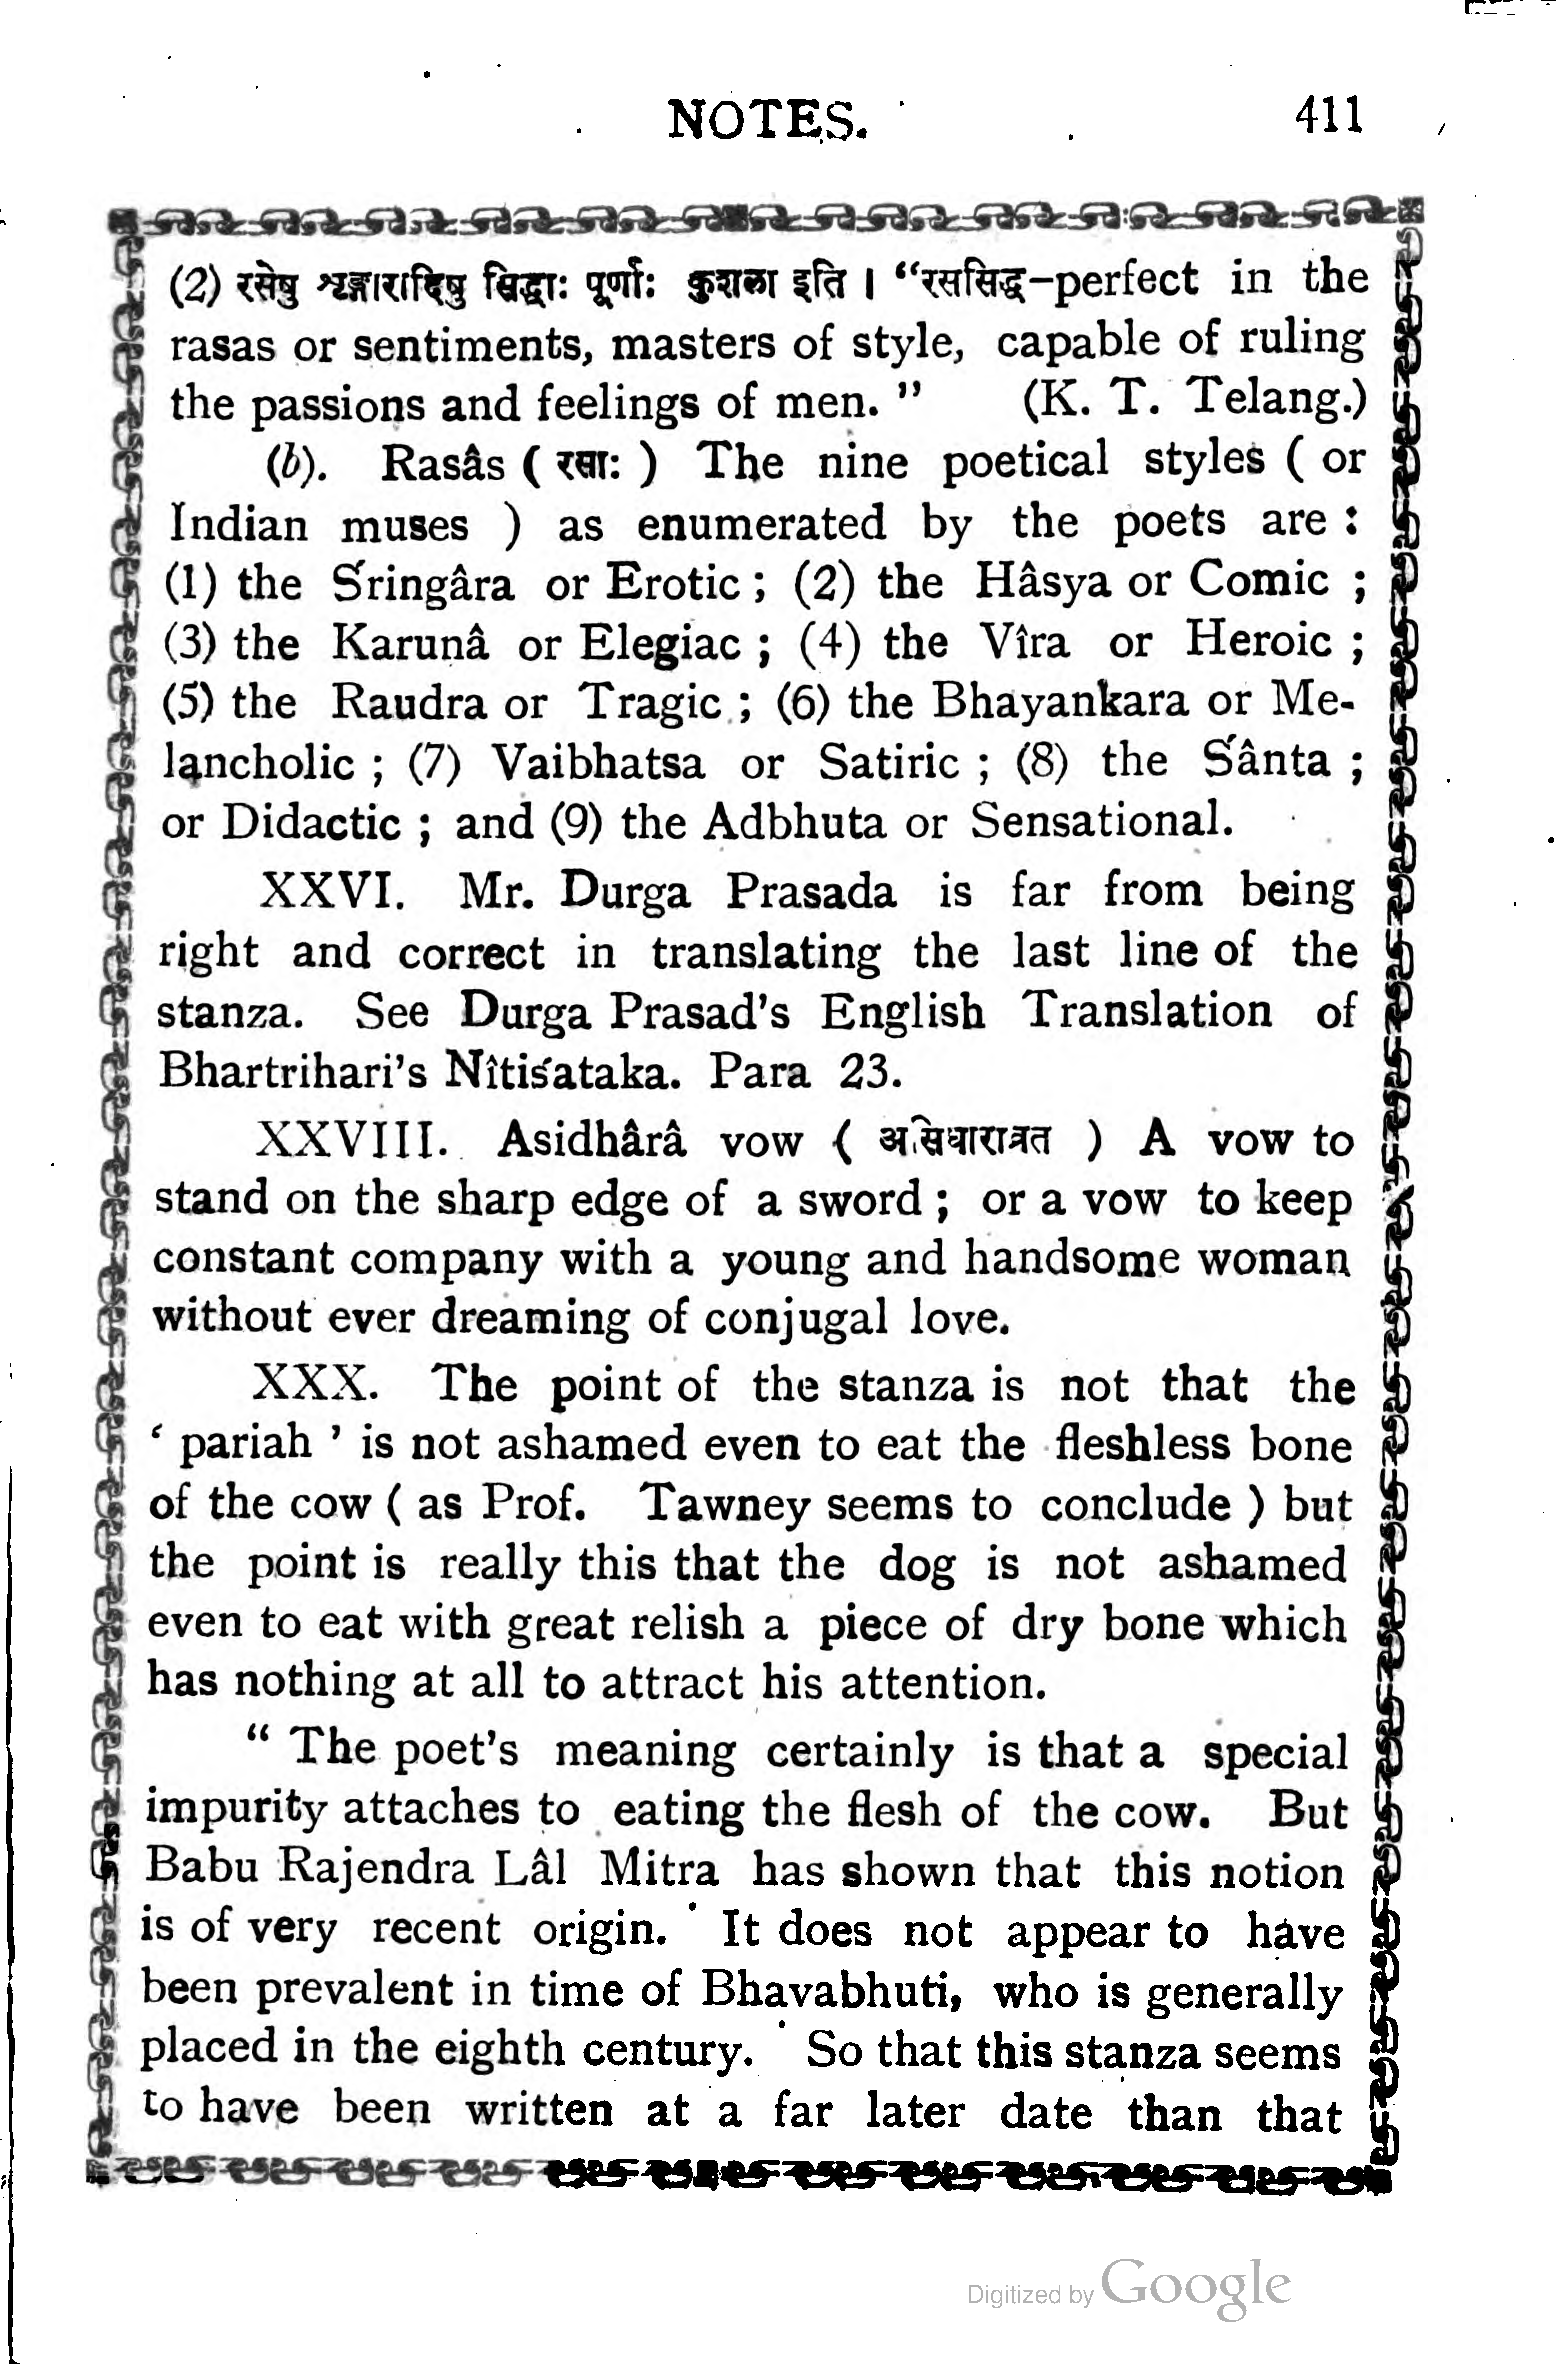 NOTES. 411
(2) रसेषु शृङ्गारादिषु सिद्धाः पूर्णाः कुशला इति । “रससिद्ध-perfect in the
rasas or sentiments, masters of style, capable of ruling
the passions and feelings of men. ” (K. T. Telang.)
(b). Rasâs ( रसाः ) The nine poetical styles ( or
Indian muses ) as enumerated by the poets are :
(1) the Śringâra or Erotic ; (2) the Hâsya or Comic ;
(3) the Karunâ or Elegiac ; (4) the Vîra or Heroic ;
(5) the Raudra or Tragic ; (6) the Bhayankara or Me-
lancholic ; (7) Vaibhatsa or Satiric ; (8) the Śânta ;
or Didactic ; and (9) the Adbhuta or Sensational.
XXVI. Mr. Durga Prasada is far from being
right and correct in translating the last line of the
stanza. See Durga Prasad's English Translation of
Bhartrihari's Nîtiśataka. Para 23.
XXVIII. Asidhârâ vow ( असिधाराव्रत ) A vow to
stand on the sharp edge of a sword ; or a vow to keep
constant company with a young and handsome woman
without ever dreaming of conjugal love.
XXX. The point of the stanza is not that the
‘ pariah ’ is not ashamed even to eat the fleshless bone
of the cow ( as Prof. Tawney seems to conclude ) but
the point is really this that the dog is not ashamed
even to eat with great relish a piece of dry bone which
has nothing at all to attract his attention.
“ The poet's meaning certainly is that a special
impurity attaches to eating the flesh of the cow. But
Babu Rajendra Lâl Mitra has shown that this notion
is of very recent origin. It does not appear to have
been prevalent in time of Bhavabhuti, who is generally
placed in the eighth century. So that this stanza seems
to have been written at a far later date than that
Digitized by Google